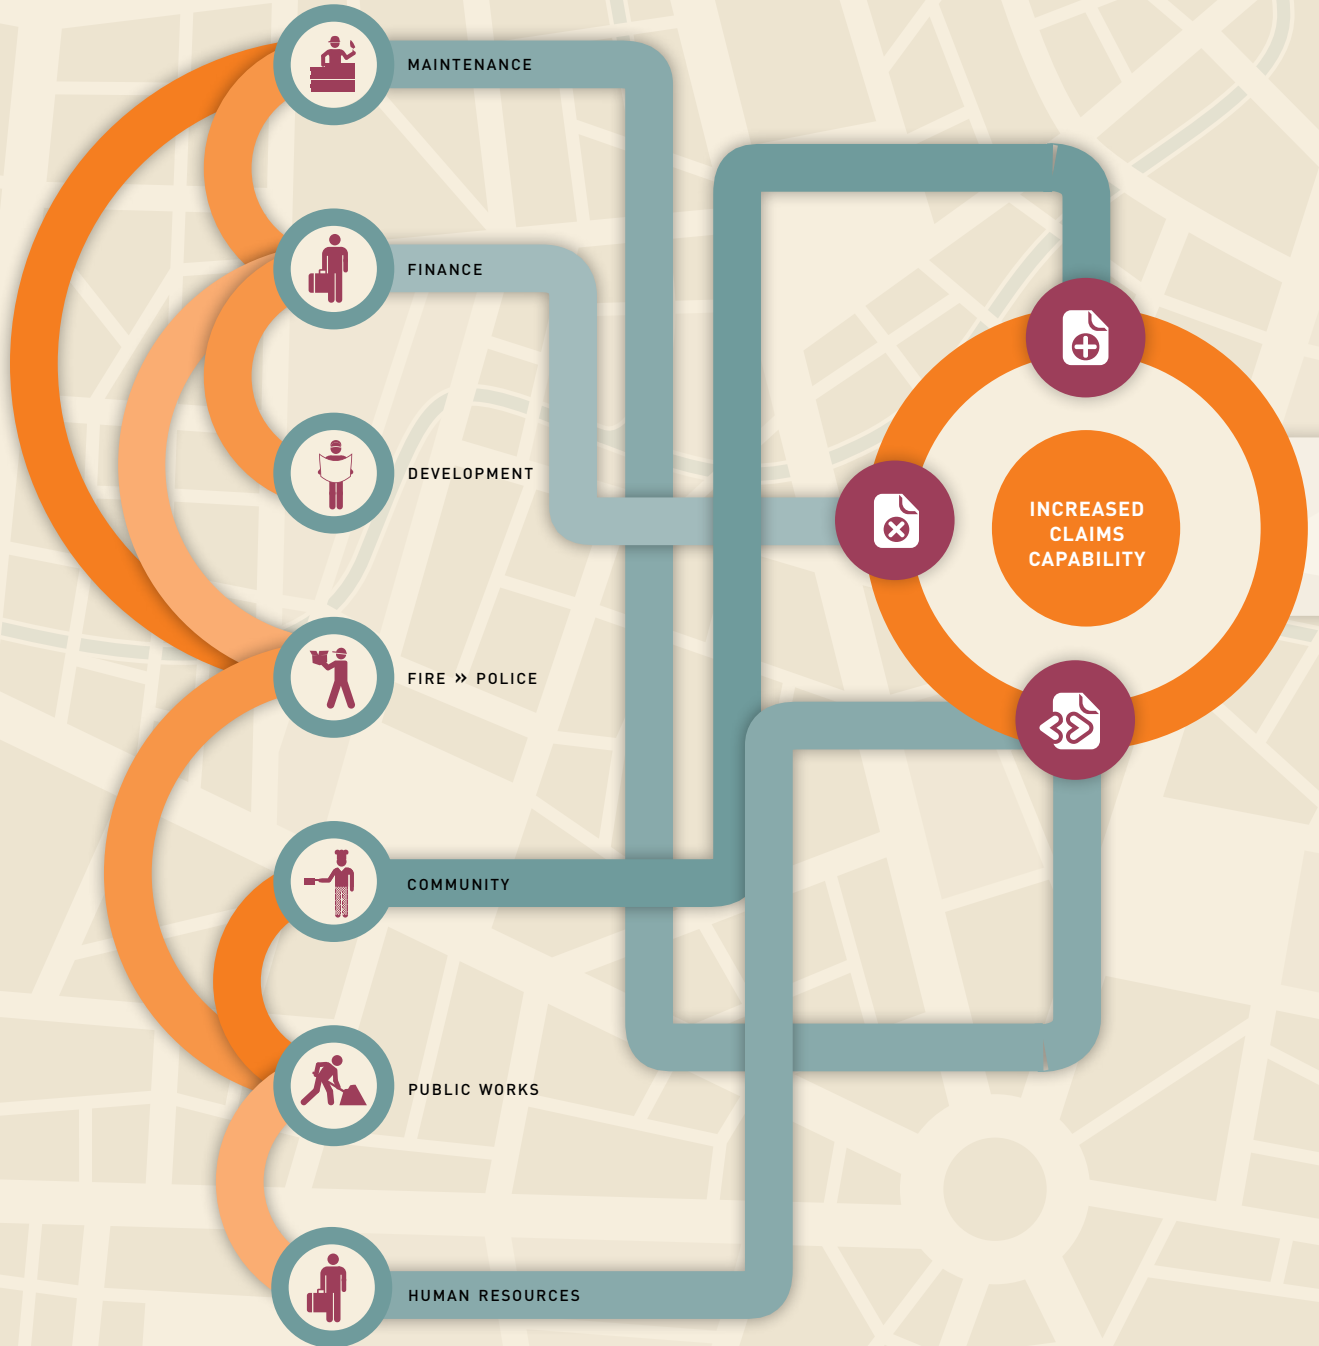 MAINTENANCE
FINANCE
DEVELOPMENT
FIRE » POLICE
COMMUNITY
PUBLIC WORKS
HUMAN RESOURCES
INCREASED
CLAIMS
CAPABILITY